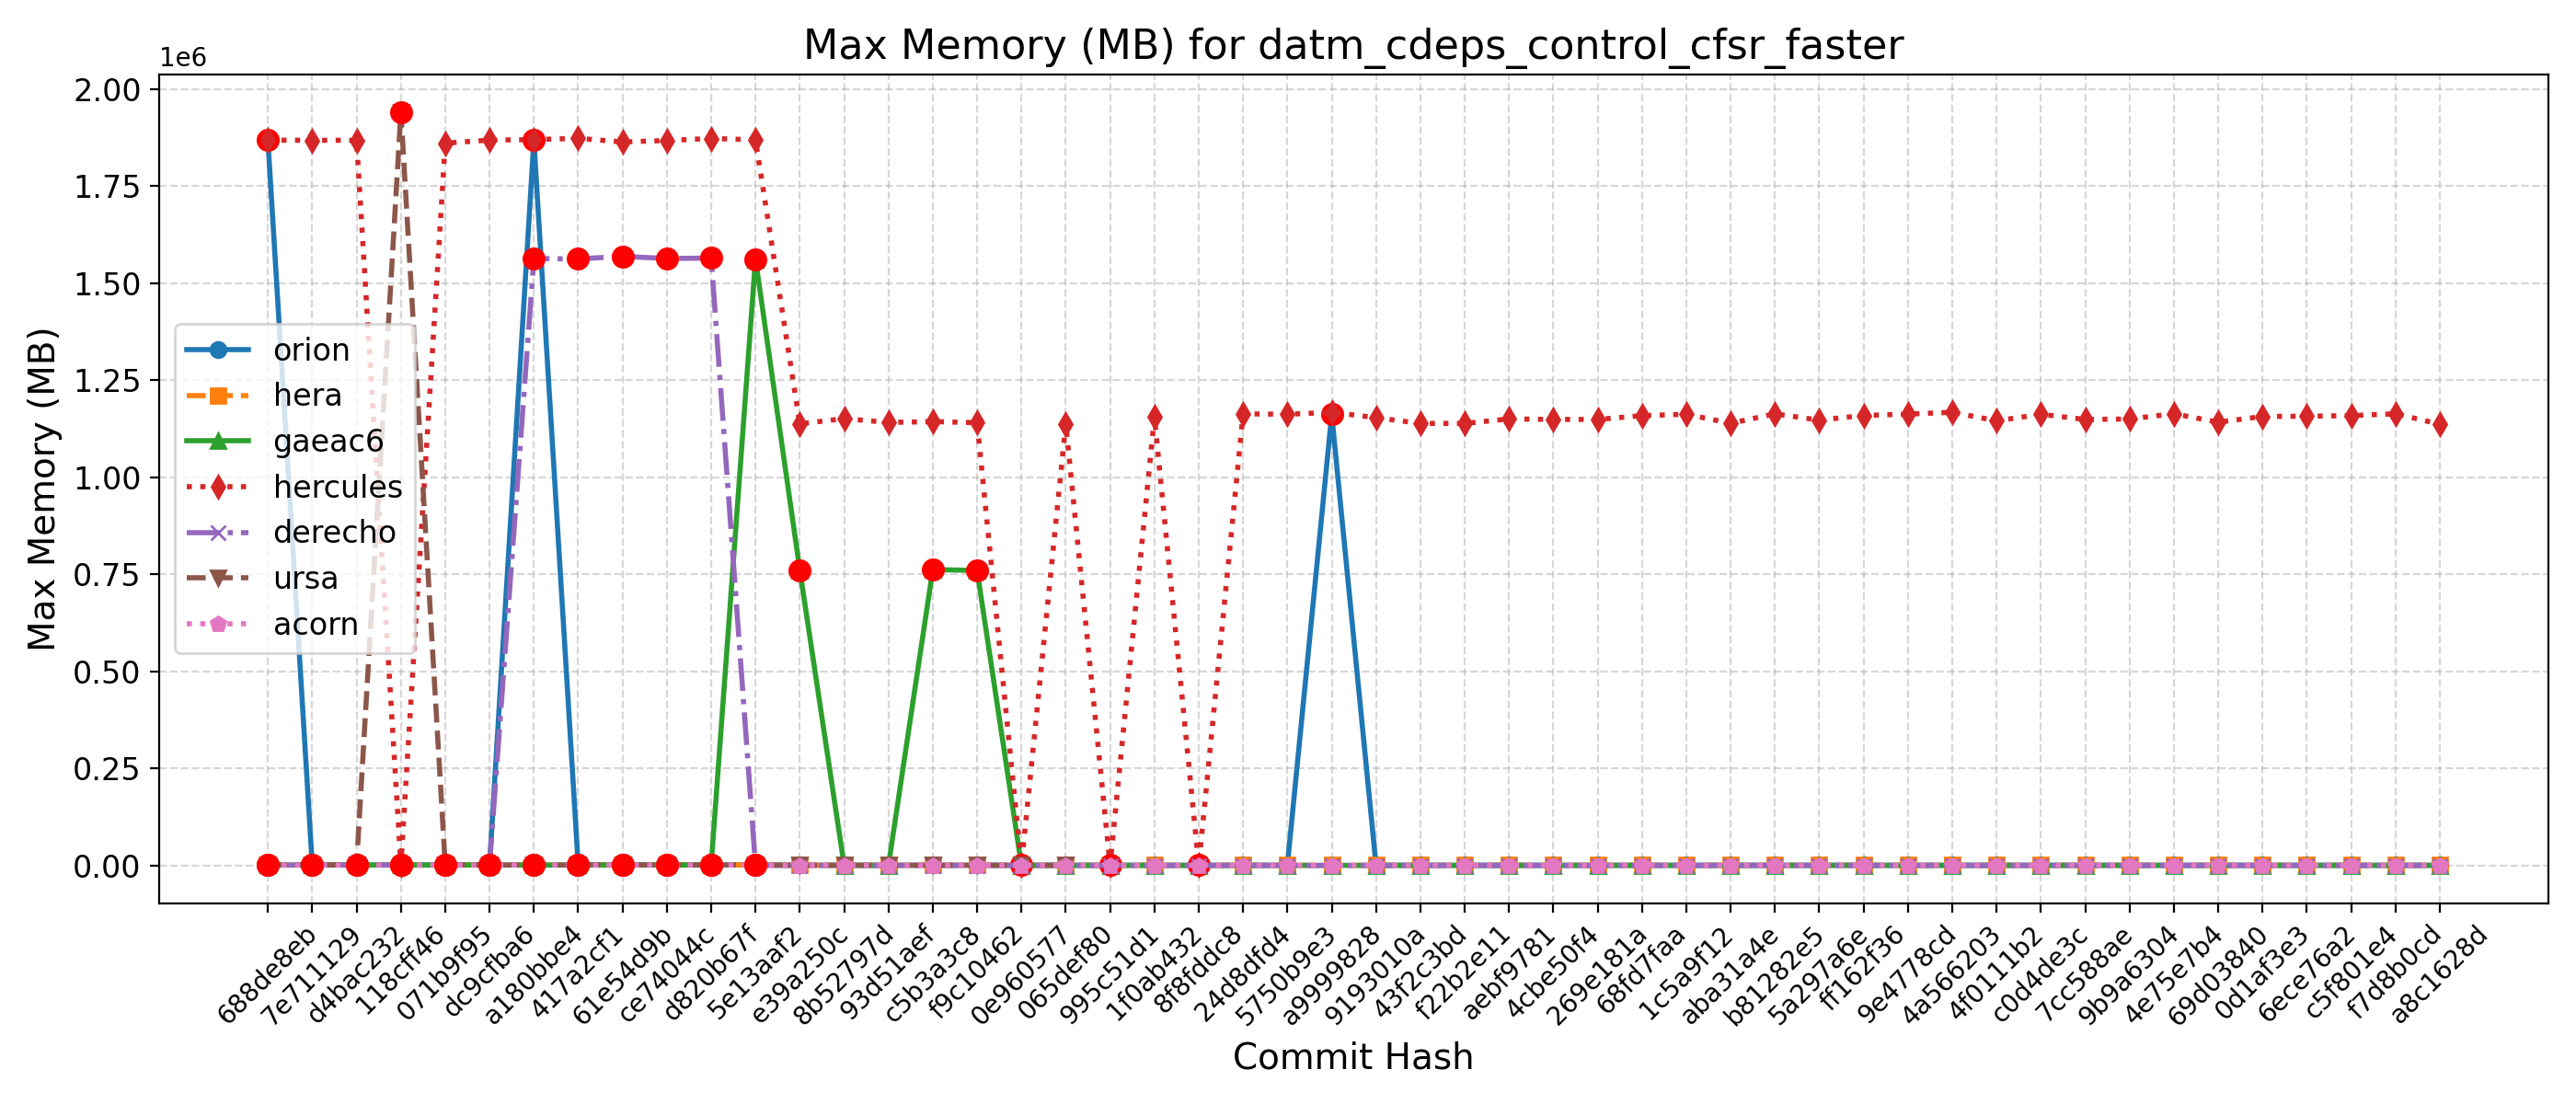 Max Memory (MB) for datm_cdeps_control_cfsr_faster
1e6
2.00
1.75
1.50
1.25
1.00
0.75
0.50
0.25
0.00
Max Memory (MB)
orion
hera
gaeac6
hercules
derecho
ursa
acorn
688de8eb
7e711129
d4bac232
118cff46
071b9f95
dc9cfba6
a180bbe4
417a2cf1
61e54d9b
ce74044c
d820b67f
5e13aaf2
e39a250c
8b52797d
93d51aef
c5b3a3c8
f9c10462
0e960577
065def80
995c51d1
1f0ab432
8f8fddc8
24d8dfd4
5750b9e3
a9999828
9193010a
43f2c3bd
f22b2e11
aebf9781
4cbe50f4
269e181a
68fd7faa
1c5a9f12
aba31a4e
b81282e5
5a297a6e
ff162f36
9e4778cd
4a566203
4f0111b2
c0d4de3c
7cc588ae
9b9a6304
4e75e7b4
69d03840
0d1af3e3
6ece76a2
c5f801e4
f7d8b0cd
a8c1628d
Commit Hash